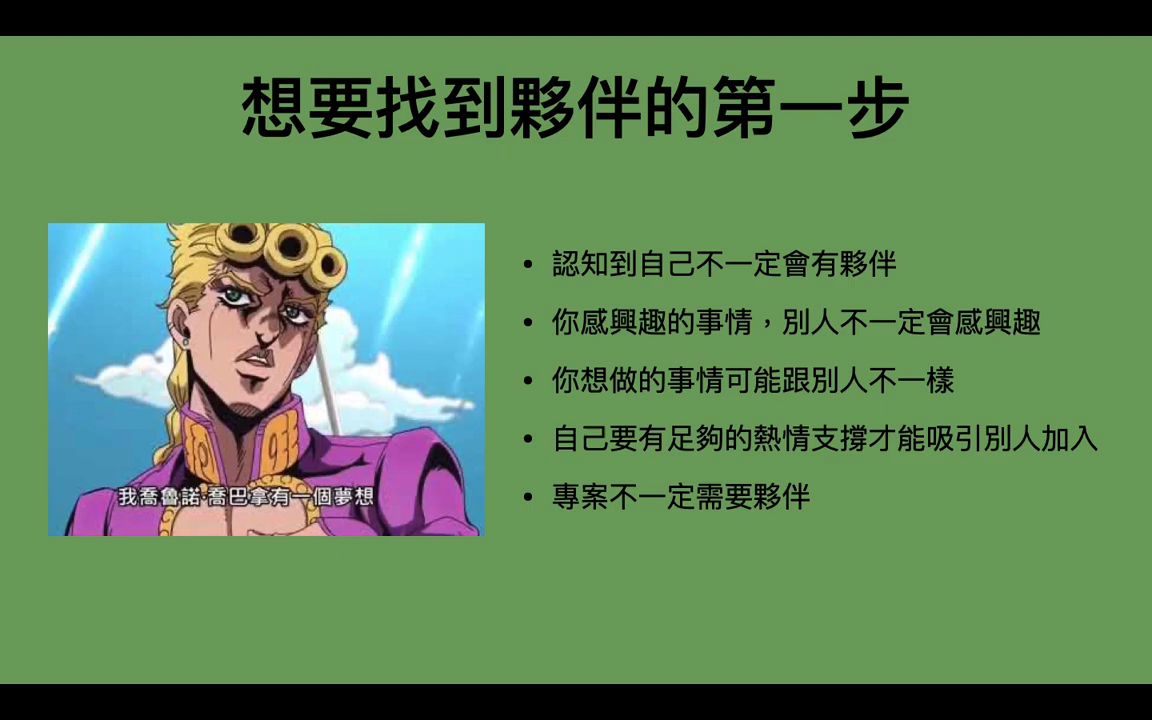 想要找到夥伴的第一步
我喬魯諾·喬巴拿有一個夢想
• 認知到自己不一定會有夥伴
• 你感興趣的事情，別人不一定會感興趣
• 你想做的事情可能跟別人不一樣
• 自己要有足夠的熱情支撐才能吸引別人加入
• 專案不一定需要夥伴